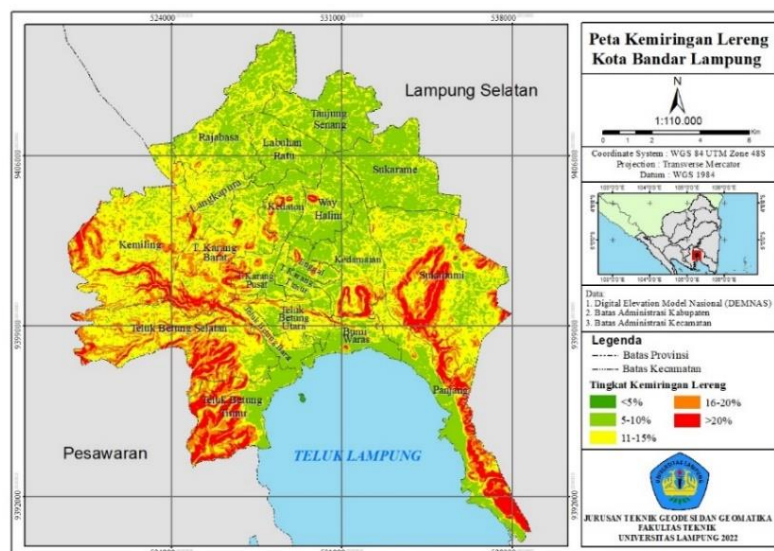 524000
531000
538000
9406000
9399000
9392000
Lampung Selatan
Tanjung
Senang
Rajabasa
Labuhan
Ratu
Sukarame
Langkapura
Kedaton
Way
Halim
Kemiling
T. Karang
Barat
Kedamaian
Sukabumi
T. Karang
Pusat
Teluk
Betung
Utara
Teluk Betung Selatan
Bumi
Waras
Panjang
Teluk Betung
Timur
Pesawaran
TELUK LAMPUNG
Peta Kemiringan Lereng
Kota Bandar Lampung
N
1:110.000
Coordinate System : WGS 84 UTM Zone 48S
Projection : Transverse Mercator
Datum : WGS 1984
Data:
1. Digital Elevation Model Nasional (DEMNAS)
2. Batas Administrasi Kabupaten
3. Batas Administrasi Kecamatan
Legenda
Batas Provinsi
Batas Kecamatan
Tingkat Kemiringan Lereng
<5%
16-20%
5-10%
>20%
11-15%
JURUSAN TEKNIK GEODESI DAN GEOMATIKA
FAKULTAS TEKNIK
UNIVERSITAS LAMPUNG 2022